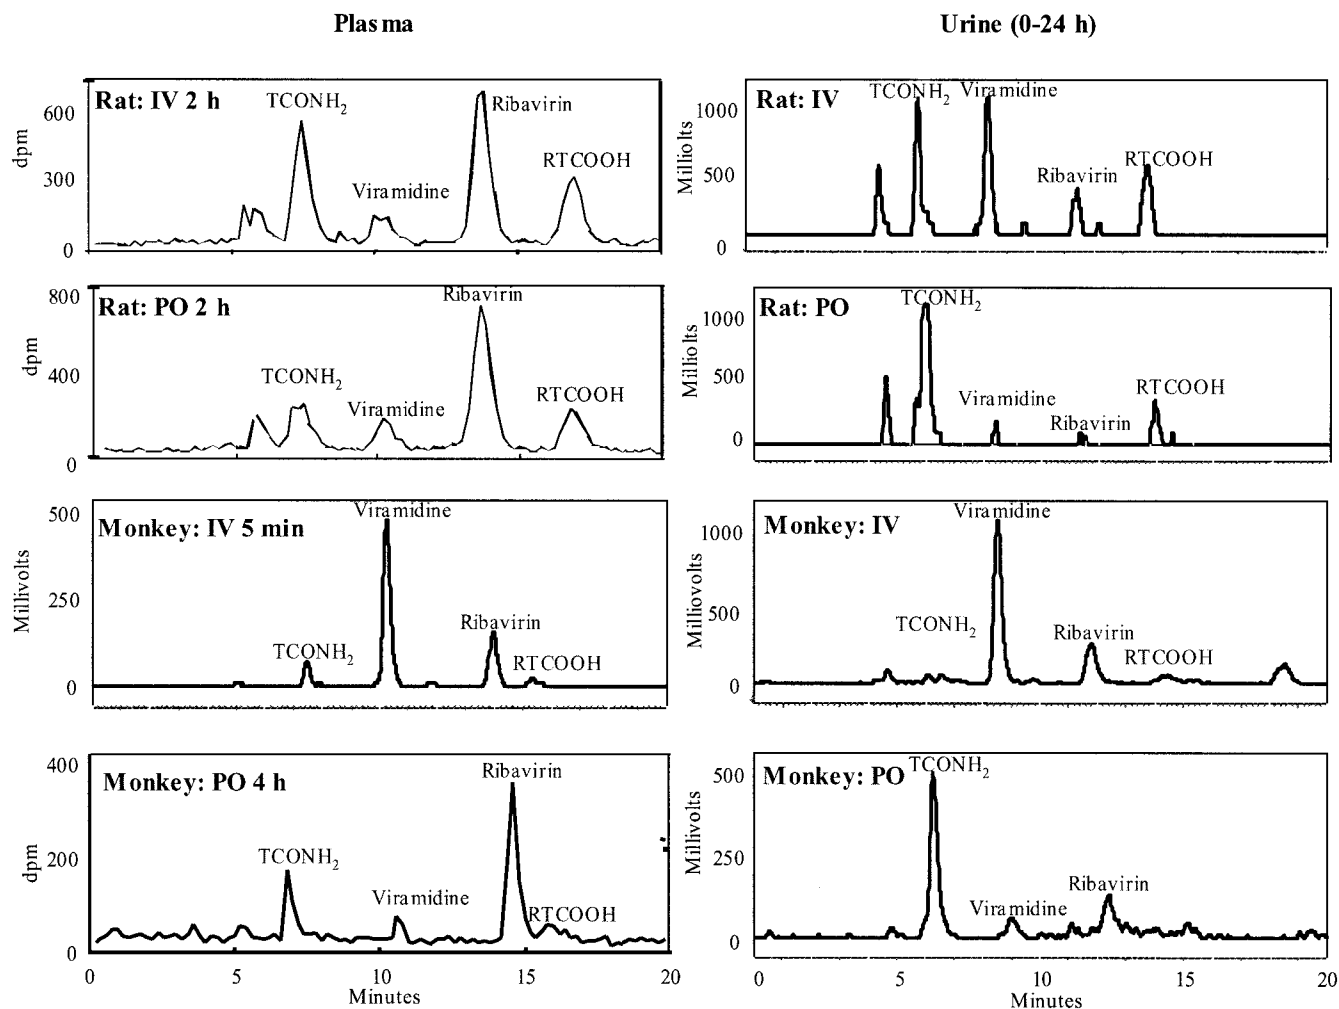 Plasma
Urine (0-24 h)
Rat: IV 2 h
TCONH2
Ribavirin
Viramidine
RTCOOH
dpm
600
300
0
Rat: IV
TCONH2
Viramidine
Ribavirin
RTCOOH
Milliolts
1000
500
0
Rat: PO 2 h
Ribavirin
TCONH2
Viramidine
RTCOOH
dpm
800
400
0
Rat: PO
TCONH2
Viramidine
Ribavirin
RTCOOH
Milliolts
1000
500
0
Monkey: IV 5 min
Viramidine
Ribavirin
TCONH2
RTCOOH
Millivolts
500
250
0
Monkey: IV
Viramidine
TCONH2
Ribavirin
RTCOOH
Milliovolts
1000
500
0
Monkey: PO 4 h
Ribavirin
TCONH2
Viramidine
RTCOOH
dpm
400
200
0
0 5 10 15 20
Minutes
Monkey: PO
TCONH2
Viramidine
Ribavirin
Millivolts
500
250
0
0 5 10 15 20
Minutes